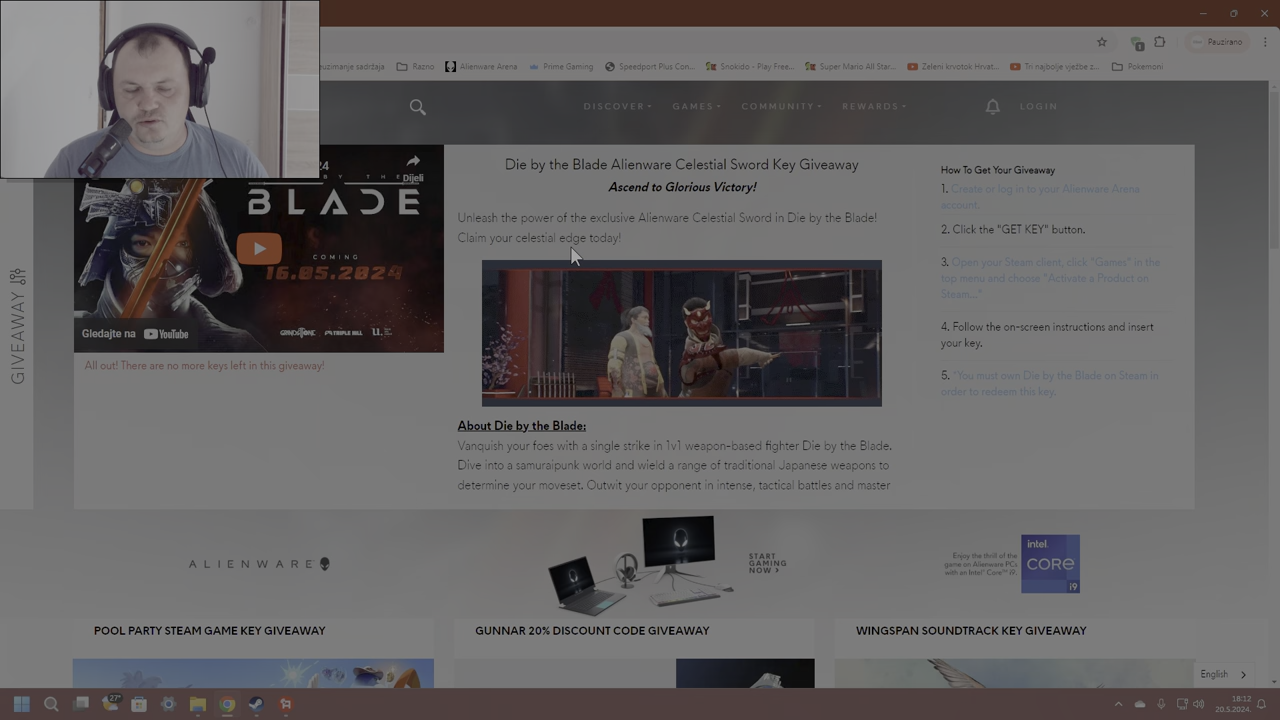 Pauzirano
euzimanje sadržaja
Razno
Alienware Arena
Prime Gaming
Speedport Plus Con...
Snokido - Play Free...
Super Mario All Star...
Zeleni krvotok Hrvat...
Tri najbolje vježbe z...
Pokemoni
DISCOVER
GAMES
COMMUNITY
REWARDS
LOGIN
GIVEAWAY
24
Dijeli
BY THE
BLADE
COMING
16.05.2024
GRINDSTONE
TRIPLE HILL
Gledajte na YouTube
All out! There are no more keys left in this giveaway!
Die by the Blade Alienware Celestial Sword Key Giveaway
Ascend to Glorious Victory!
Unleash the power of the exclusive Alienware Celestial Sword in Die by the Blade!
Claim your celestial edge today!
About Die by the Blade:
Vanquish your foes with a single strike in 1v1 weapon-based fighter Die by the Blade.
Dive into a samuraipunk world and wield a range of traditional Japanese weapons to
determine your moveset. Outwit your opponent in intense, tactical battles and master
How To Get Your Giveaway
1. Create or log in to your Alienware Arena
account.
2. Click the "GET KEY" button.
3. Open your Steam client, click "Games" in the
top menu and choose "Activate a Product on
Steam..."
4. Follow the on-screen instructions and insert
your key.
5. *You must own Die by the Blade on Steam in
order to redeem this key.
ALIENWARE
START
GAMING
NOW >
Enjoy the thrill of the
game on Alienware PCs
with an Intel® Core™ i9.
intel
CORE
i9
POOL PARTY STEAM GAME KEY GIVEAWAY
GUNNAR 20% DISCOUNT CODE GIVEAWAY
WINGSPAN SOUNDTRACK KEY GIVEAWAY
English
27°
18:12
20.5.2024.